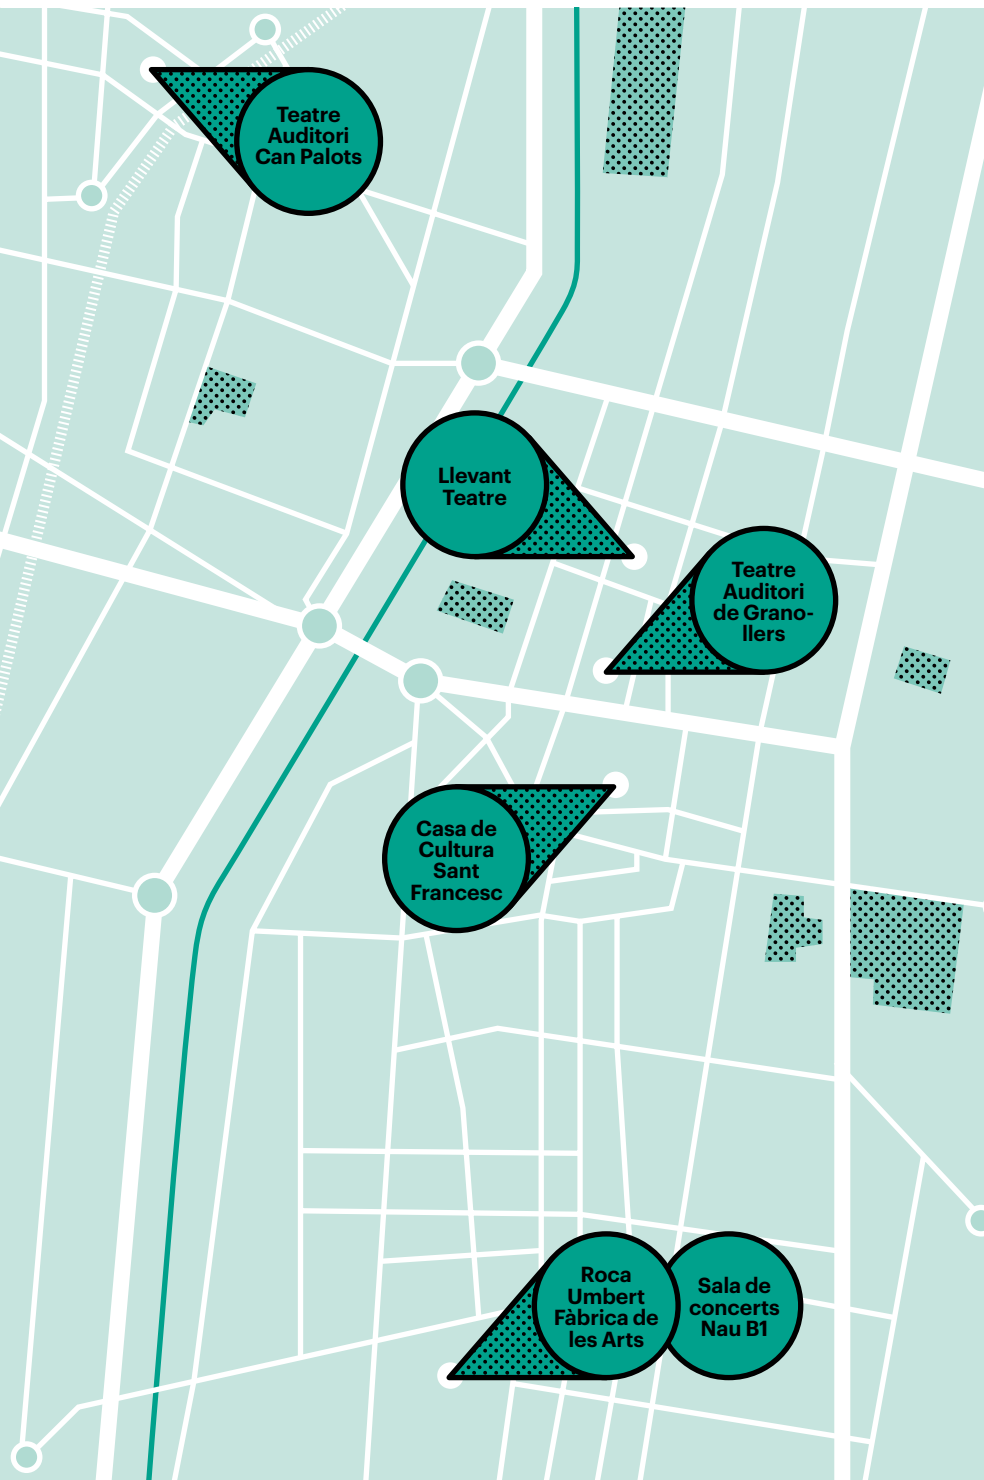 Teatre
Auditori
Can Palots
Llevant
Teatre
Teatre
Auditori
de Grano-
llers
Casa de
Cultura
Sant
Francesc
Roca
Umbert
Fàbrica de
les Arts
Sala de
concerts
Nau B1